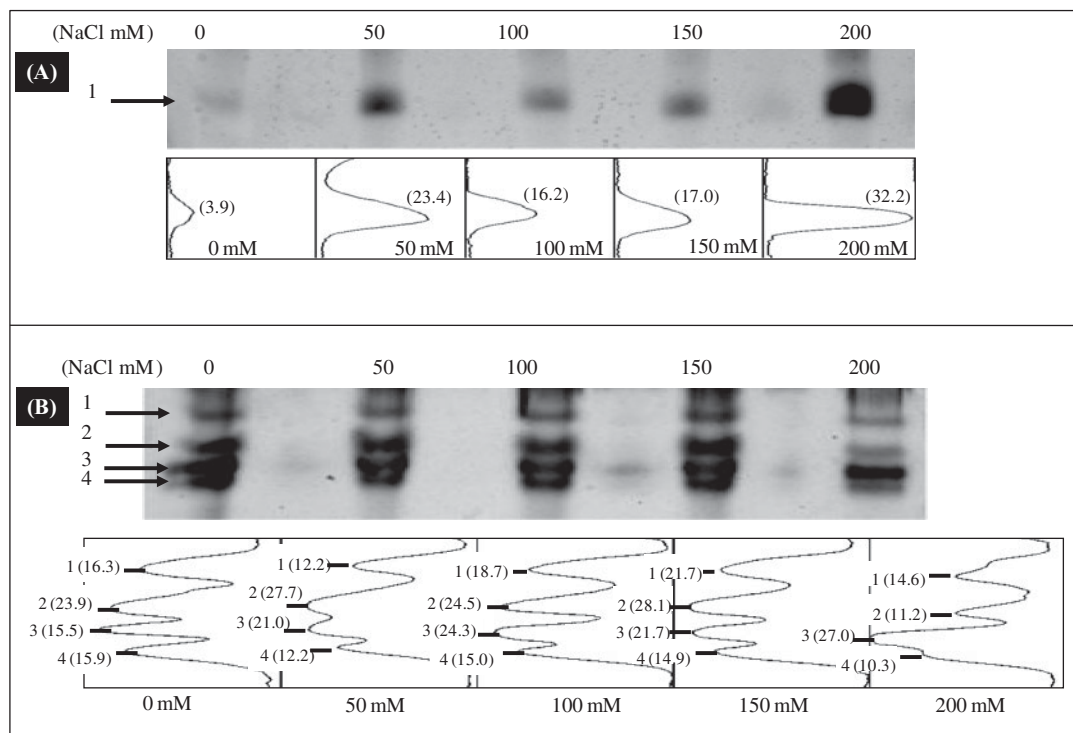 (NaCl mM) 0 50 100 150 200
(A)
1
(3.9) (23.4) (16.2) (17.0) (32.2)
0 mM 50 mM 100 mM 150 mM 200 mM
(NaCl mM) 0 50 100 150 200
(B)
1
2
3
4
1 (16.3) 1 (12.2) 1 (18.7) 1 (21.7) 1 (14.6)
2 (23.9) 2 (27.7) 2 (24.5) 2 (28.1) 2 (11.2)
3 (15.5) 3 (21.0) 3 (24.3) 3 (21.7) 3 (27.0)
4 (15.9) 4 (12.2) 4 (15.0) 4 (14.9) 4 (10.3)
0 mM 50 mM 100 mM 150 mM 200 mM